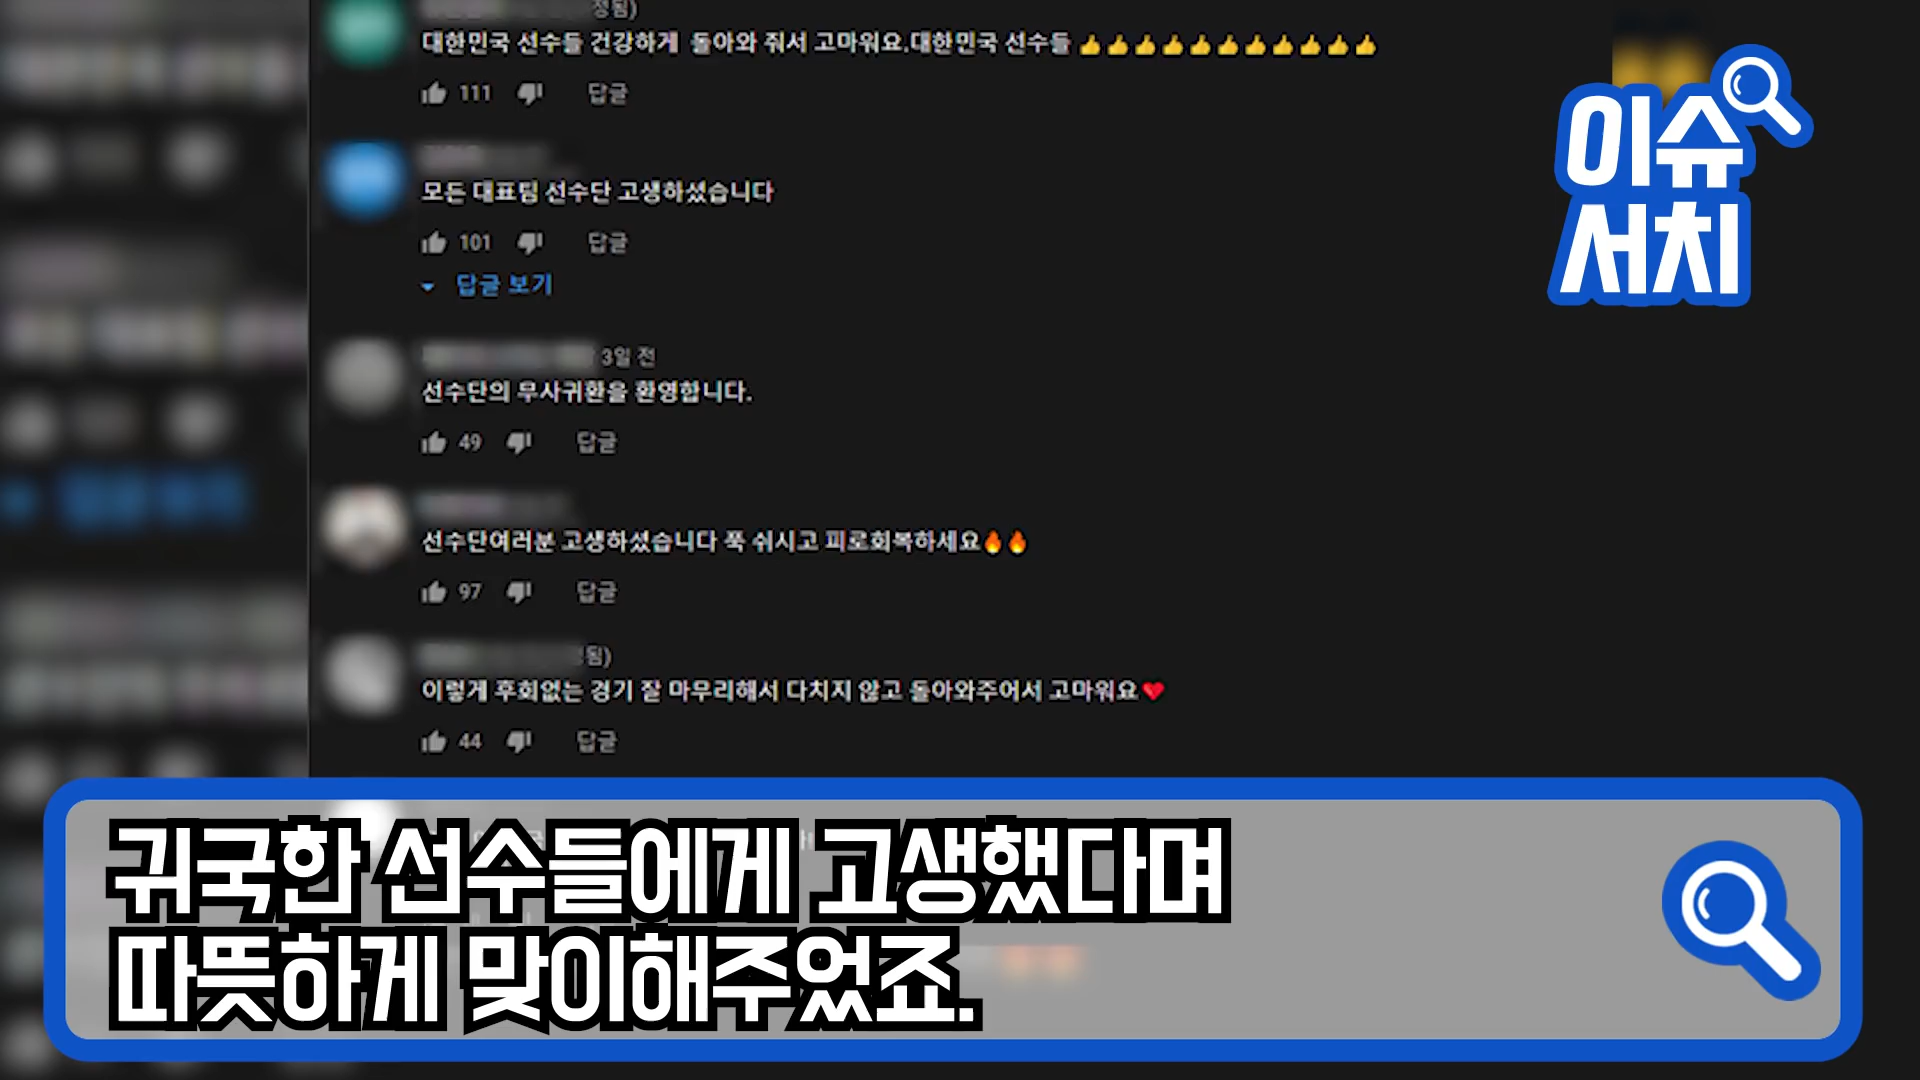 정됨)
대한민국 선수들 건강하게 돌아와 줘서 고마워요.대한민국 선수들 👍👍👍👍👍👍👍👍👍👍👍
111 답글
모든 대표팀 선수단 고생하셨습니다
101 답글
답글 보기
3일 전
선수단의 무사귀환을 환영합니다.
49 답글
선수단여러분 고생하셨습니다 푹 쉬시고 피로회복하세요🔥🔥
97 답글
됨)
이렇게 후회없는 경기 잘 마무리해서 다치지 않고 돌아와주어서 고마워요❤️
44 답글
이슈
서치
귀국한 선수들에게 고생했다며
따뜻하게 맞이해주었죠.